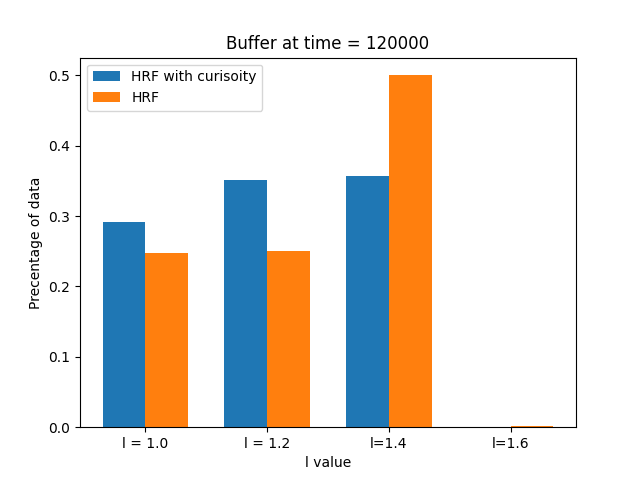 Buffer at time = 120000
HRF with curisoity
HRF
Precentage of data
0.5
0.4
0.3
0.2
0.1
0.0
l = 1.0
l = 1.2
l=1.4
l=1.6
l value